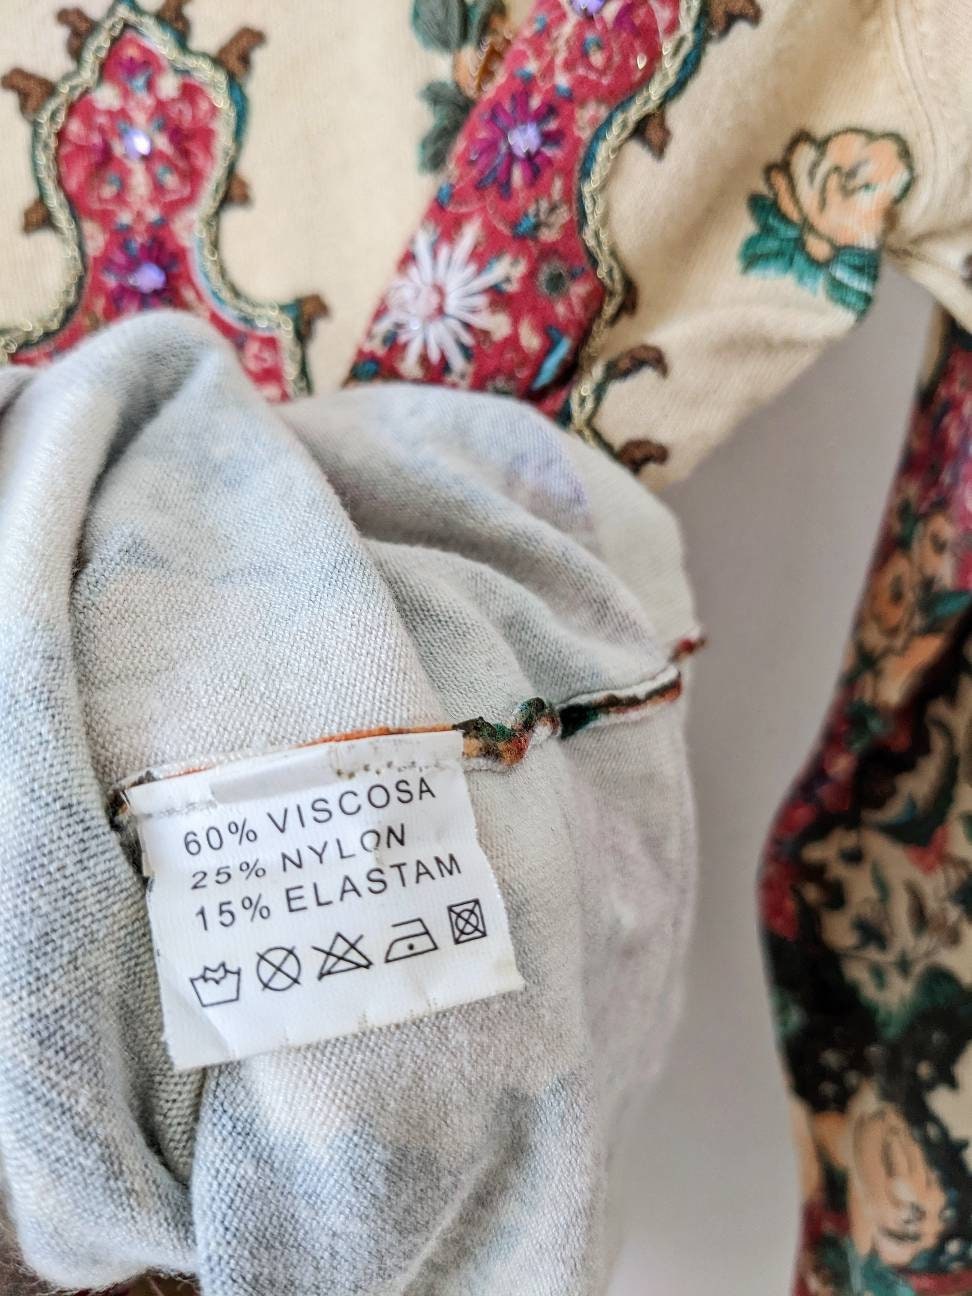 60% VISCOSA
25% NYLON
15% ELASTAM